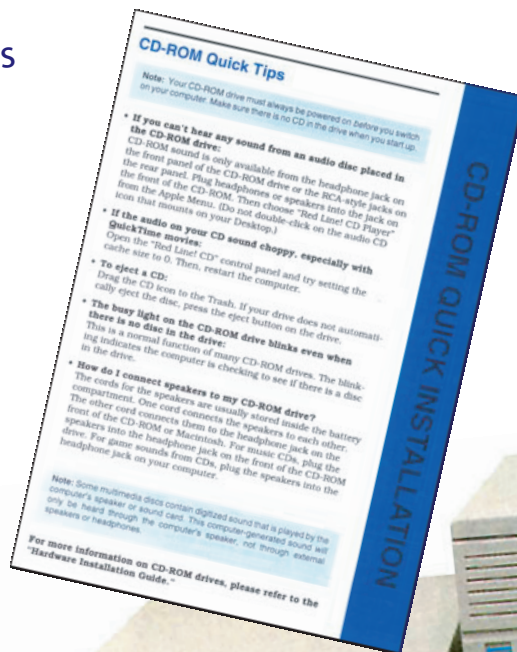 s
CD-ROM Quick Tips
Note: Your CD-ROM drive must always be powered on before you switch
on your computer. Make sure there is no CD in the drive when you start up.
• If you can't hear any sound from an audio disc placed in
the CD-ROM drive:
CD-ROM sound is only available from the headphone jack on
the front panel of the CD-ROM drive or the RCA-style jacks on
the rear panel. Plug headphones or speakers into the jack on
the front of the CD-ROM. Then choose "Red Line! CD Player"
from the Apple Menu. (Do not double-click on the audio CD
icon that mounts on your Desktop.)
• If the audio on your CD sound choppy, especially with
QuickTime movies:
Open the "Red Line! CD" control panel and try setting the
cache size to 0. Then, restart the computer.
• To eject a CD:
Drag the CD icon to the Trash. If your drive does not automati-
cally eject the disc, press the eject button on the drive.
• The busy light on the CD-ROM drive blinks even when
there is no disc in the drive:
This is a normal function of many CD-ROM drives. The blink-
ing indicates the computer is checking to see if there is a disc
in the drive.
• How do I connect speakers to my CD-ROM drive?
The cords for the speakers are usually stored inside the battery
compartment. One cord connects the speakers to each other.
The other cord connects them to the headphone jack on the
front of the CD-ROM or Macintosh. For music CDs, plug the
speakers into the headphone jack on the front of the CD-ROM
drive. For game sounds from CDs, plug the speakers into the
headphone jack on your computer.
Note: Some multimedia discs contain digitized sound that is played by the
computer's speaker or sound card. This computer-generated sound will
only be heard through the computer's speaker, not through external
speakers or headphones.
For more information on CD-ROM drives, please refer to the
"Hardware Installation Guide."
CD-ROM QUICK INSTALLATION